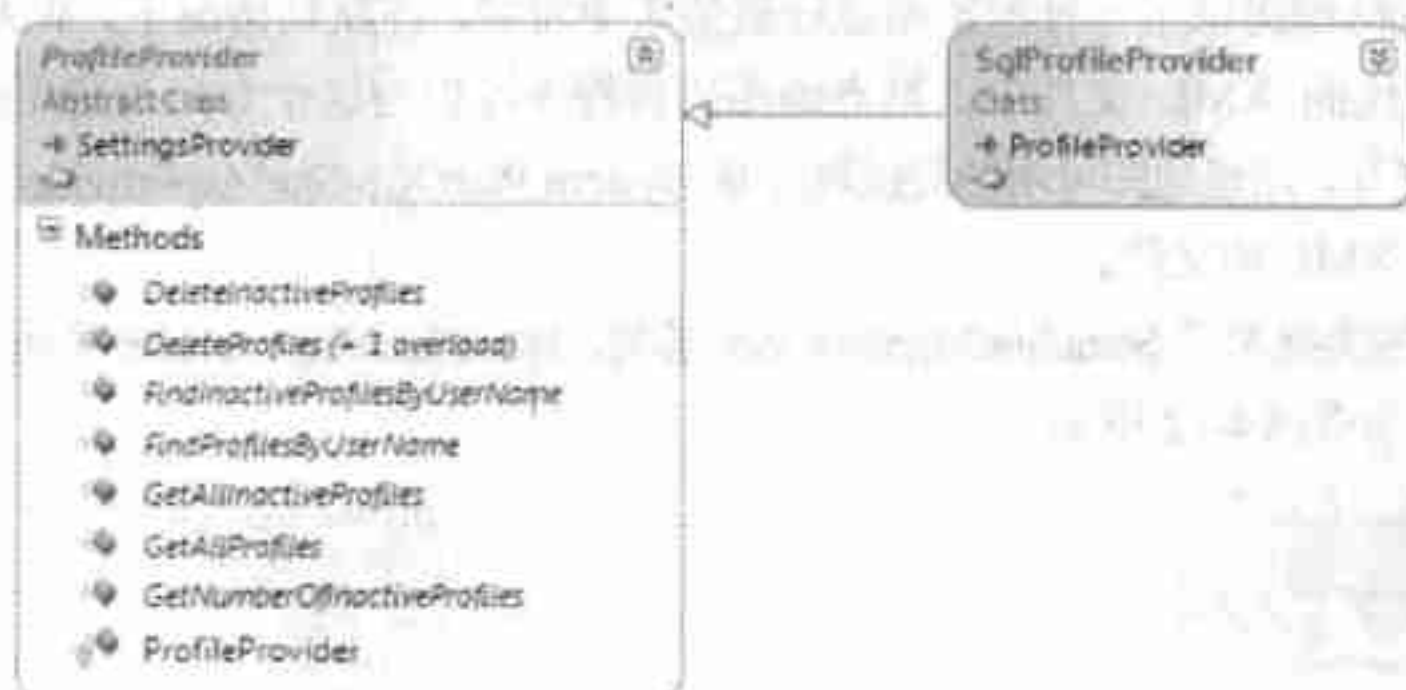 ProfileProvider
Abstract Class
SettingsProvider
Methods
DeleteInactiveProfiles
DeleteProfiles (+ 1 overload)
FindInactiveProfilesByUserName
FindProfilesByUserName
GetAllInactiveProfiles
GetAllProfiles
GetNumberOfInactiveProfiles
ProfileProvider
SqlProfileProvider
Class
ProfileProvider